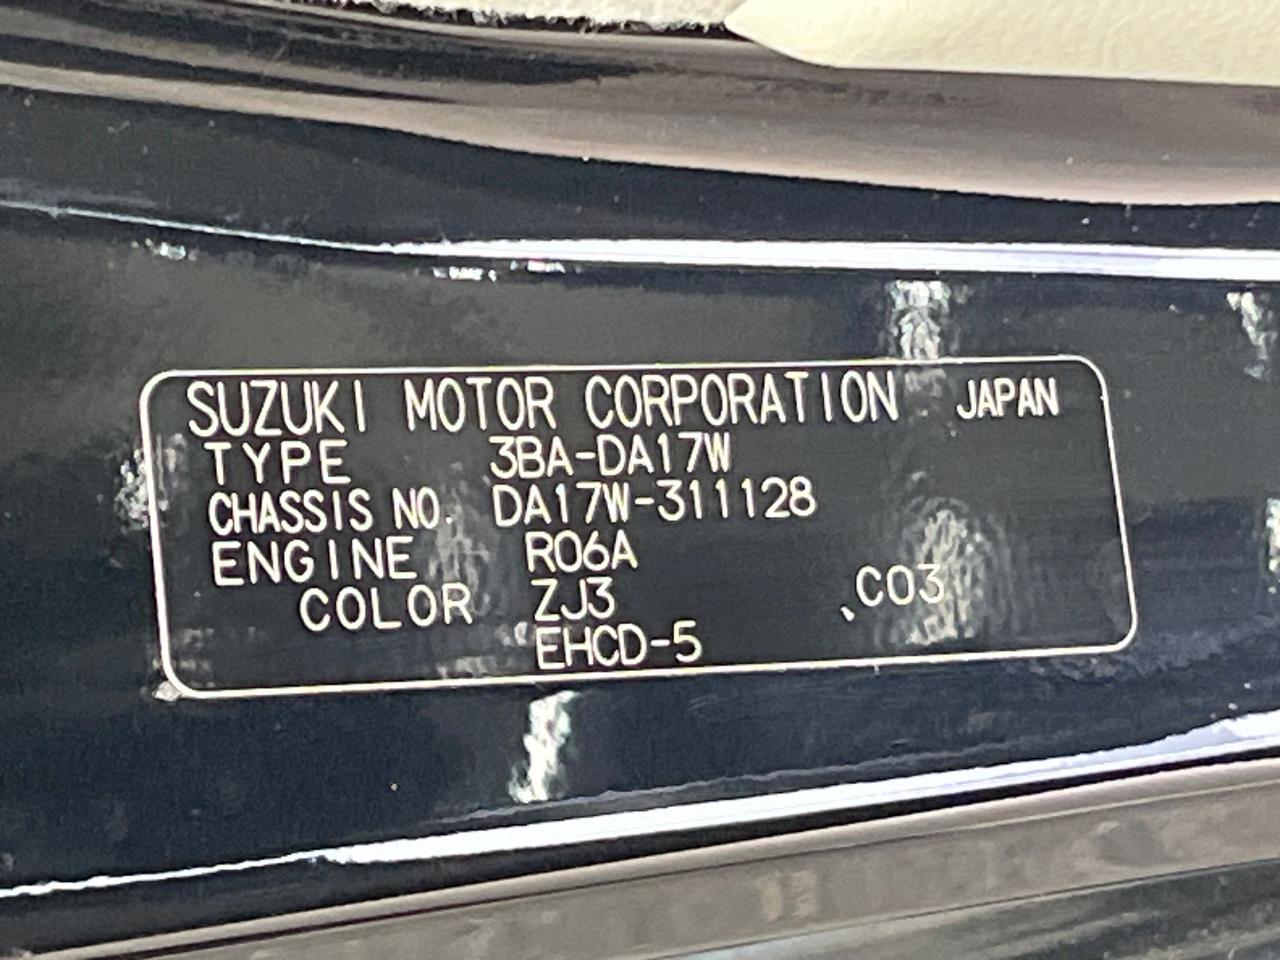 SUZUKI MOTOR CORPORATION JAPAN
TYPE 3BA-DA17W
CHASSIS NO. DA17W-311128
ENGINE R06A
COLOR ZJ3 C03
EHCD-5